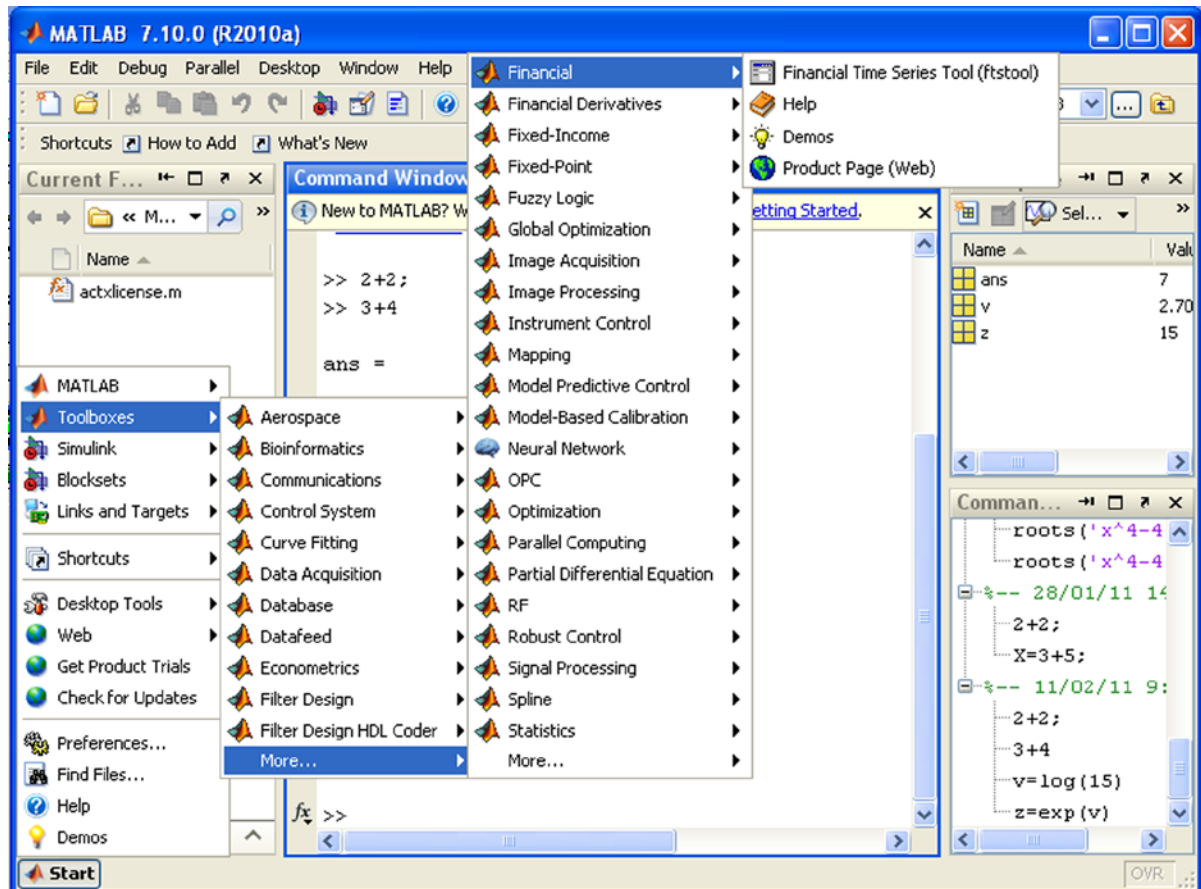 MATLAB 7.10.0 (R2010a)
File Edit Debug Parallel Desktop Window Help
Shortcuts How to Add What's New
Current F...
« M...
»
Name
actxlicense.m
Command Window
New to MATLAB? etting Started.
>> 2+2;
>> 3+4
ans =
fx >>
Sel...
»
Name
ans 7
v 2.70
z 15
Comman...
roots('x^4-4
roots('x^4-4
%-- 28/01/11 14
2+2;
X=3+5;
%-- 11/02/11 9:
2+2;
3+4
v=log(15)
z=exp(v)
MATLAB
Toolboxes
Simulink
Blocksets
Links and Targets
Shortcuts
Desktop Tools
Web
Get Product Trials
Check for Updates
Preferences...
Find Files...
Help
Demos
Start
Aerospace
Bioinformatics
Communications
Control System
Curve Fitting
Data Acquisition
Database
Datafeed
Econometrics
Filter Design
Filter Design HDL Coder
More...
Financial
Financial Derivatives
Fixed-Income
Fixed-Point
Fuzzy Logic
Global Optimization
Image Acquisition
Image Processing
Instrument Control
Mapping
Model Predictive Control
Model-Based Calibration
Neural Network
OPC
Optimization
Parallel Computing
Partial Differential Equation
RF
Robust Control
Signal Processing
Spline
Statistics
More...
Financial Time Series Tool (ftstool)
Help
Demos
Product Page (Web)
OVR